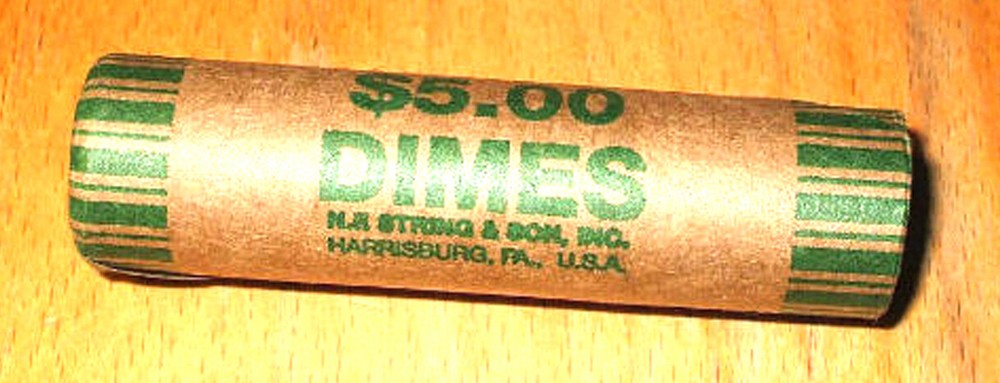 $5.00
DIMES
N.F. STRING & SON, INC.
HARRISBURG, PA., U.S.A.